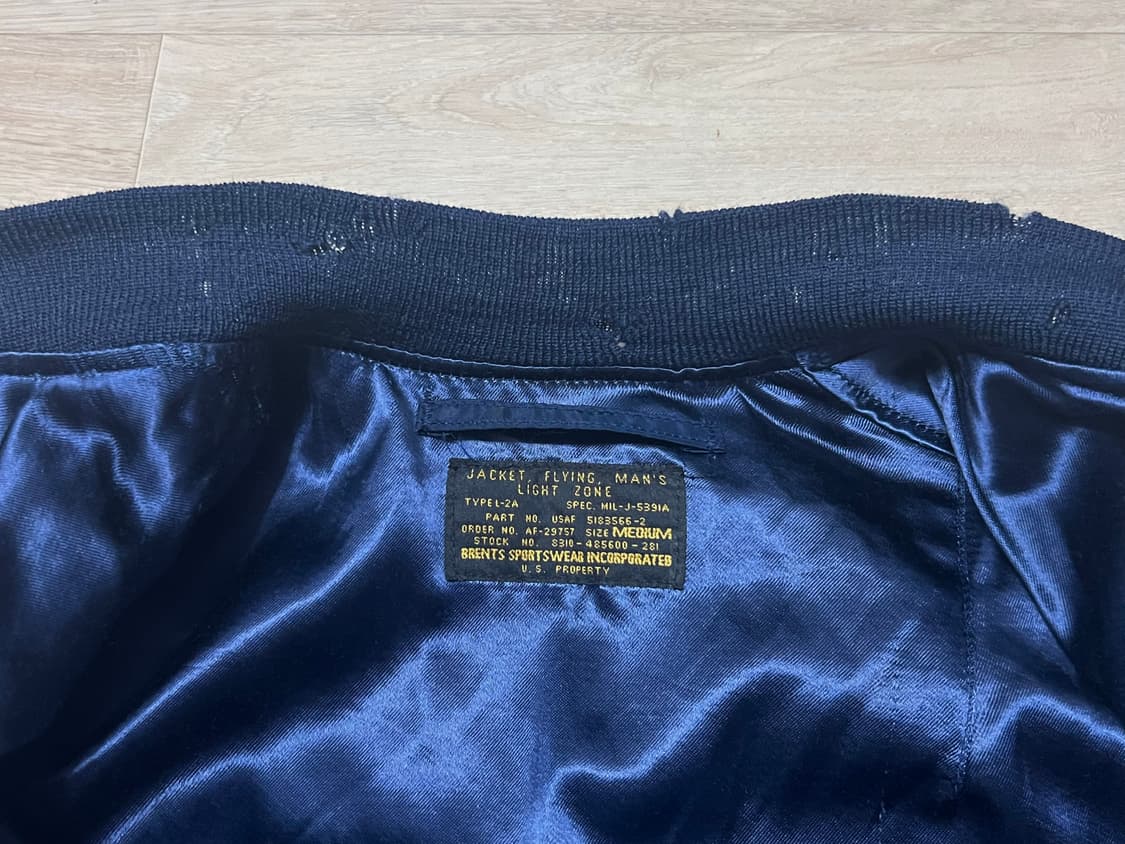 JACKET, FLYING, MAN'S
LIGHT ZONE
TYPE L-2A SPEC. MIL-J-5391A
PART NO. USAF 51B3566-2
ORDER NO. AF-29757 SIZE MEDIUM
STOCK NO. 8310-485600-281
BRENTS SPORTSWEAR INCORPORATED
U.S. PROPERTY